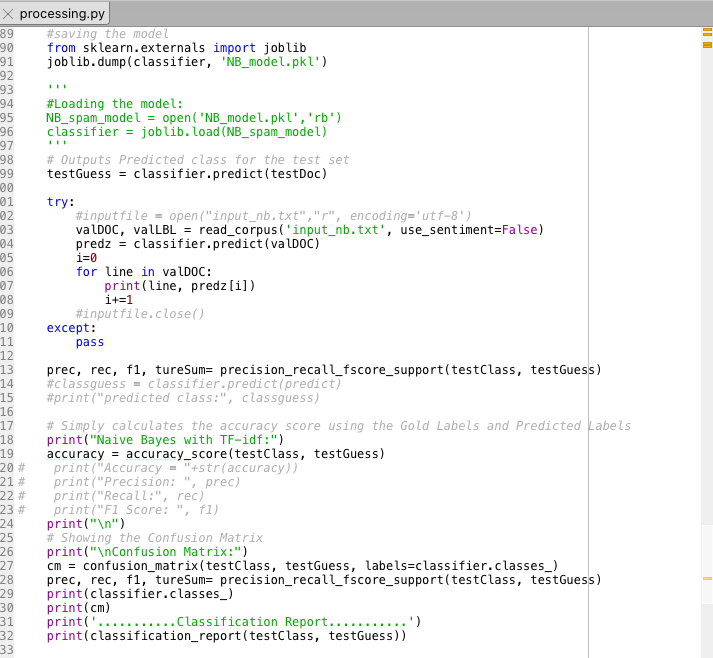 processing.py
89    #saving the model
90    from sklearn.externals import joblib
91    joblib.dump(classifier, 'NB_model.pkl')
92
93    '''
94    #Loading the model:
95    NB_spam_model = open('NB_model.pkl','rb')
96    classifier = joblib.load(NB_spam_model)
97    '''
98    # Outputs Predicted class for the test set
99    testGuess = classifier.predict(testDoc)
00
01    try:
02        #inputfile = open("input_nb.txt","r", encoding='utf-8')
03        valDOC, valLBL = read_corpus('input_nb.txt', use_sentiment=False)
04        predz = classifier.predict(valDOC)
05        i=0
06        for line in valDOC:
07            print(line, predz[i])
08            i+=1
09        #inputfile.close()
10    except:
11        pass
12
13    prec, rec, f1, tureSum= precision_recall_fscore_support(testClass, testGuess)
14    #classguess = classifier.predict(predict)
15    #print("predicted class:", classguess)
16
17    # Simply calculates the accuracy score using the Gold Labels and Predicted Labels
18    print("Naive Bayes with TF-idf:")
19    accuracy = accuracy_score(testClass, testGuess)
20 #    print("Accuracy = "+str(accuracy))
21 #    print("Precision: ", prec)
22 #    print("Recall:", rec)
23 #    print("F1 Score: ", f1)
24    print("\n")
25    # Showing the Confusion Matrix
26    print("\nConfusion Matrix:")
27    cm = confusion_matrix(testClass, testGuess, labels=classifier.classes_)
28    prec, rec, f1, tureSum= precision_recall_fscore_support(testClass, testGuess)
29    print(classifier.classes_)
30    print(cm)
31    print('...........Classification Report...........')
32    print(classification_report(testClass, testGuess))
33